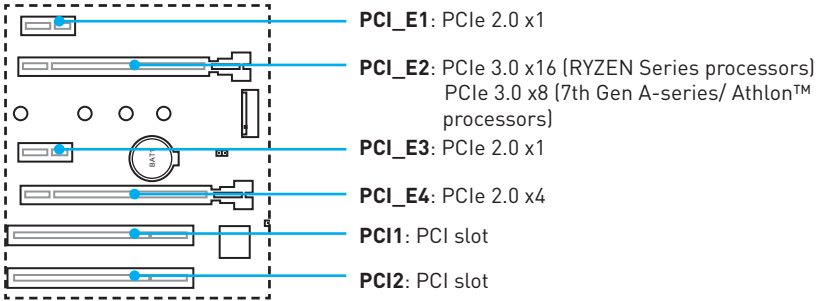 PCI_E1: PCIe 2.0 x1
PCI_E2: PCIe 3.0 x16 (RYZEN Series processors)
PCIe 3.0 x8 (7th Gen A-series/ Athlon™
processors)
BAT1
PCI_E3: PCIe 2.0 x1
PCI_E4: PCIe 2.0 x4
PCI1: PCI slot
PCI2: PCI slot